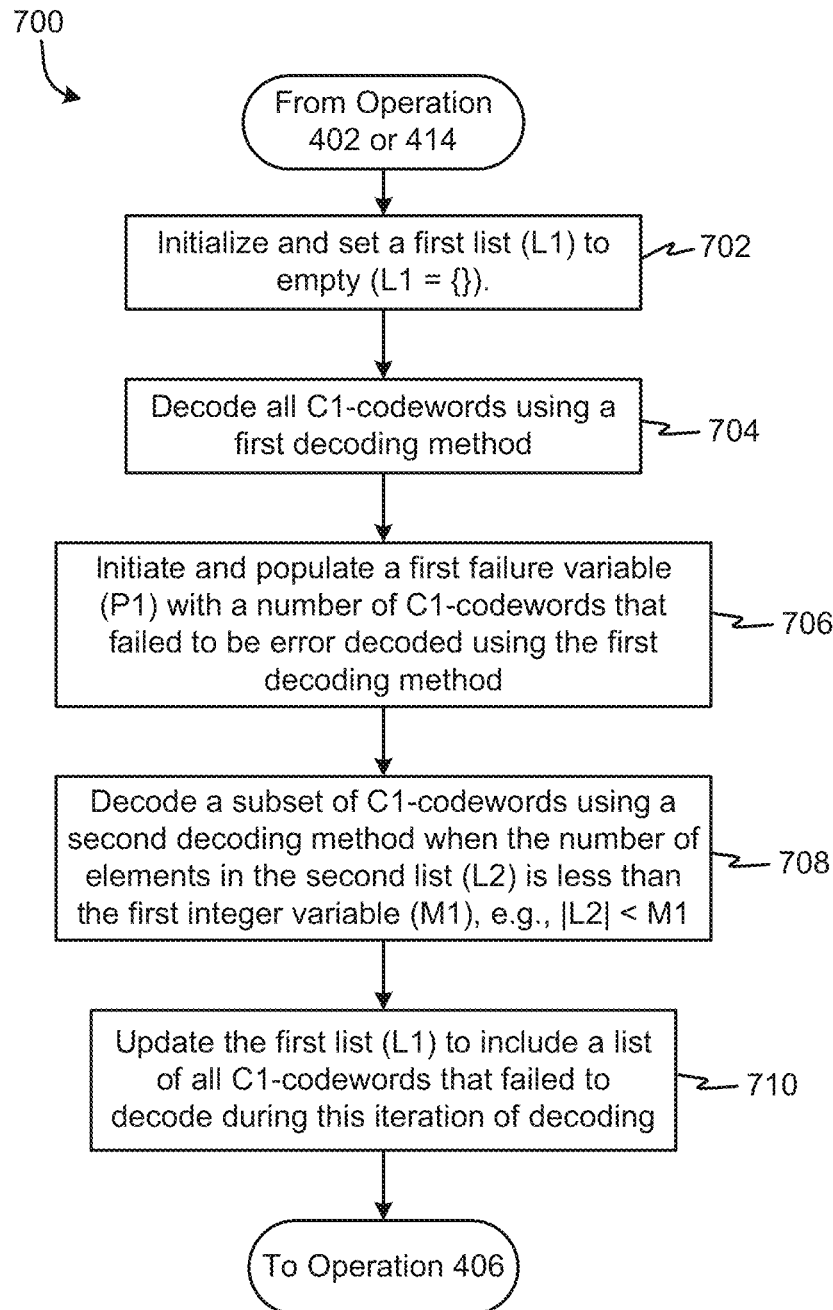 700
From Operation
402 or 414
Initialize and set a first list (L1) to
empty (L1 = {}).
702
Decode all C1-codewords using a
first decoding method
704
Initiate and populate a first failure variable
(P1) with a number of C1-codewords that
failed to be error decoded using the first
decoding method
706
Decode a subset of C1-codewords using a
second decoding method when the number of
elements in the second list (L2) is less than
the first integer variable (M1), e.g., |L2| < M1
708
Update the first list (L1) to include a list
of all C1-codewords that failed to
decode during this iteration of decoding
710
To Operation 406